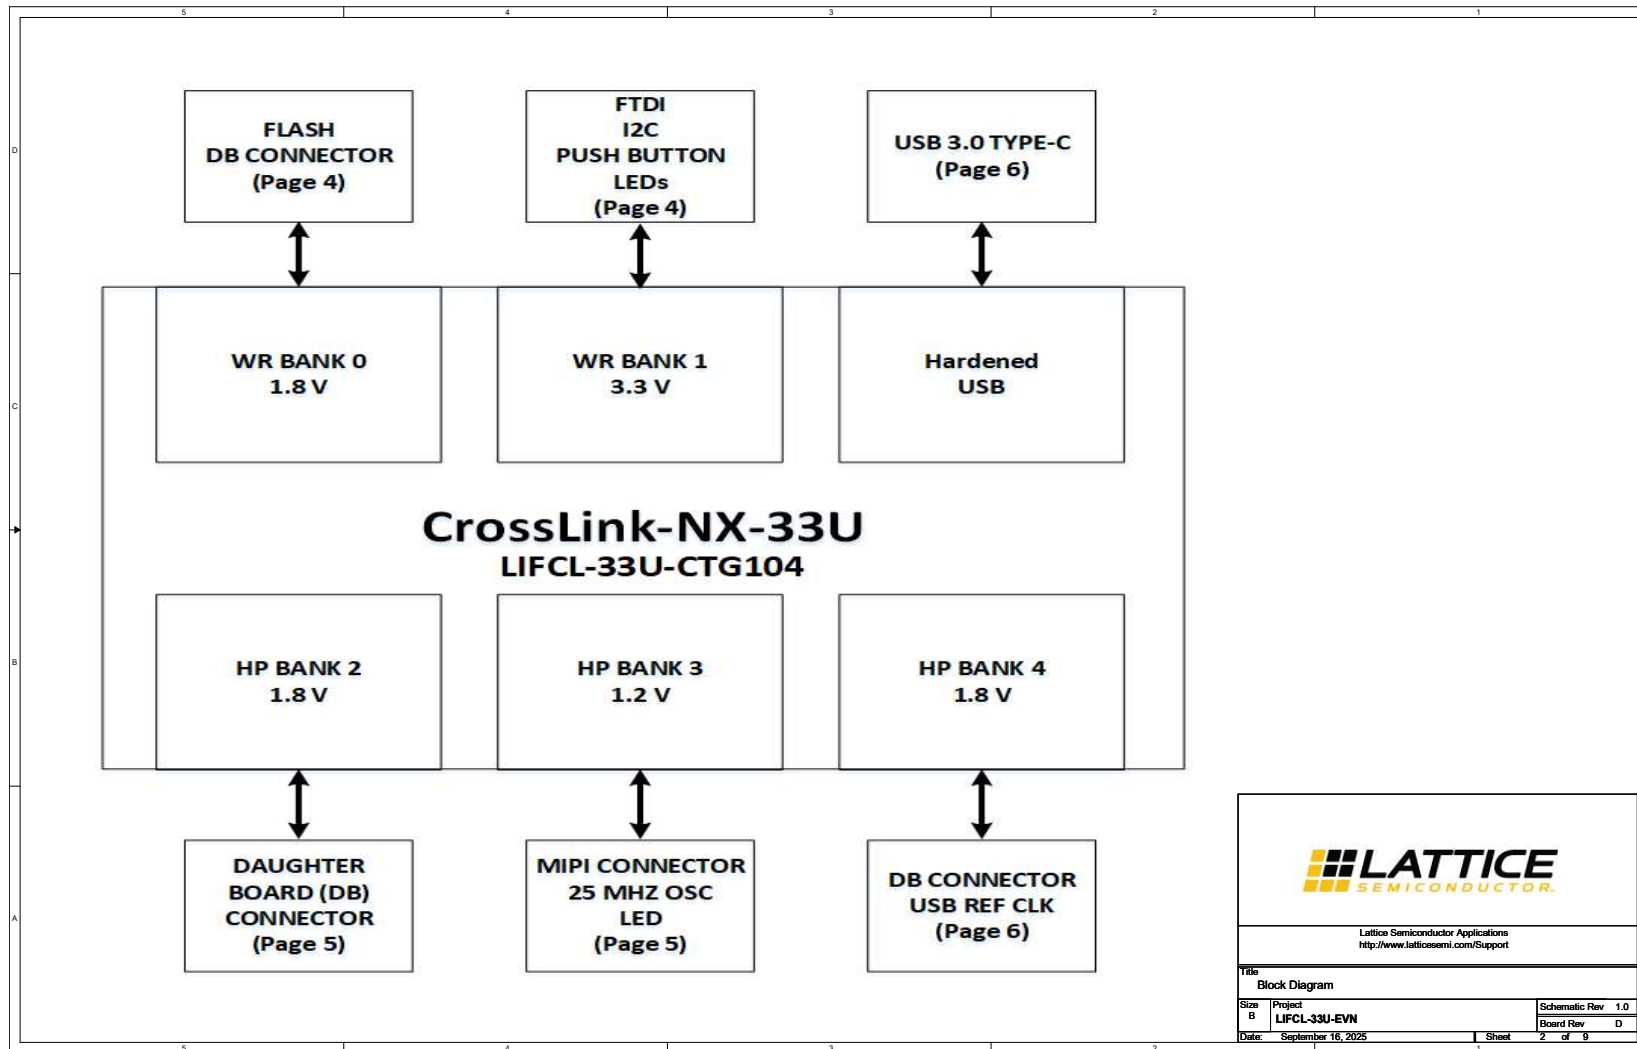 5 4 3 2 1
D
C
B
A
FLASH
DB CONNECTOR
(Page 4)
FTDI
I2C
PUSH BUTTON
LEDs
(Page 4)
USB 3.0 TYPE-C
(Page 6)
WR BANK 0
1.8 V
WR BANK 1
3.3 V
Hardened
USB
CrossLink-NX-33U
LIFCL-33U-CTG104
HP BANK 2
1.8 V
HP BANK 3
1.2 V
HP BANK 4
1.8 V
DAUGHTER
BOARD (DB)
CONNECTOR
(Page 5)
MIPI CONNECTOR
25 MHZ OSC
LED
(Page 5)
DB CONNECTOR
USB REF CLK
(Page 6)
LATTICE
SEMICONDUCTOR.
Lattice Semiconductor Applications
http://www.latticesemi.com/Support
Title
Block Diagram
Size Project Schematic Rev 1.0
B LIFCL-33U-EVN Board Rev D
Date: September 16, 2025 Sheet 2 of 9
5 4 3 2 1